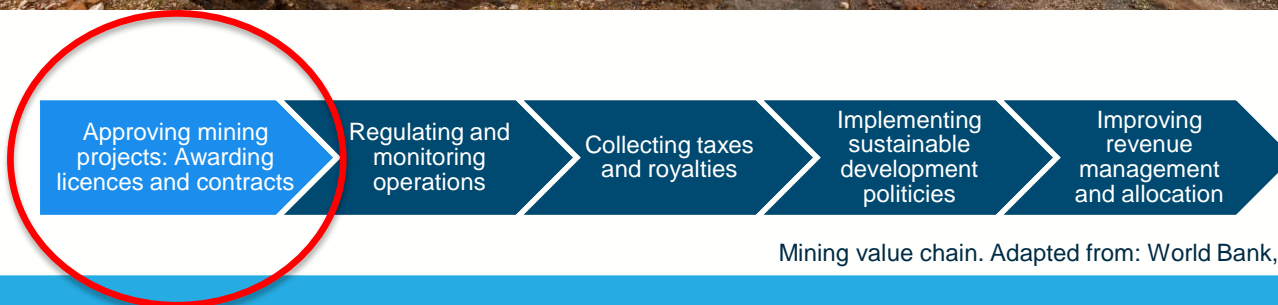 Approving mining
projects: Awarding
licences and contracts
Regulating and
monitoring
operations
Collecting taxes
and royalties
Implementing
sustainable
development
politicies
Improving
revenue
management
and allocation
Mining value chain. Adapted from: World Bank,